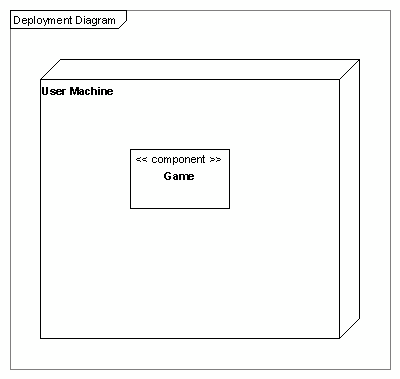 Deployment Diagram
User Machine
<< component >>
Game